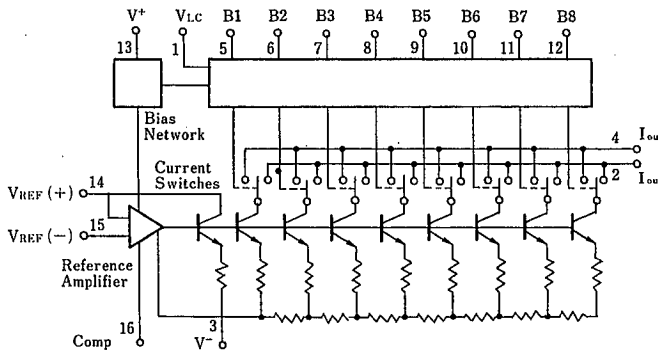 V+ VLC B1 B2 B3 B4 B5 B6 B7 B8
13 1 5 6 7 8 9 10 11 12
Bias
Network
4 Iou
Current
Switches
2 Iou
14
VREF (+)
15
VREF (−)
Reference
Amplifier
16 3
Comp V−